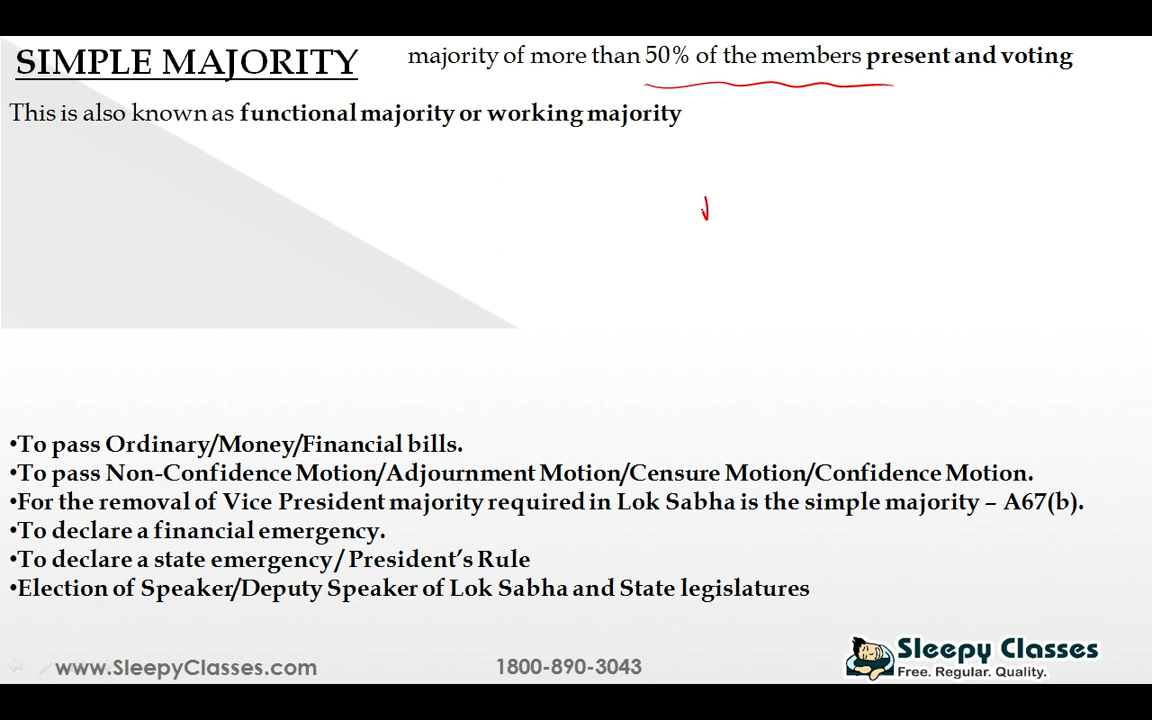 SIMPLE MAJORITY
majority of more than 50% of the members present and voting
This is also known as functional majority or working majority
•To pass Ordinary/Money/Financial bills.
•To pass Non-Confidence Motion/Adjournment Motion/Censure Motion/Confidence Motion.
•For the removal of Vice President majority required in Lok Sabha is the simple majority – A67(b).
•To declare a financial emergency.
•To declare a state emergency/ President’s Rule
•Election of Speaker/Deputy Speaker of Lok Sabha and State legislatures
www.SleepyClasses.com
1800-890-3043
Sleepy Classes
Free. Regular. Quality.